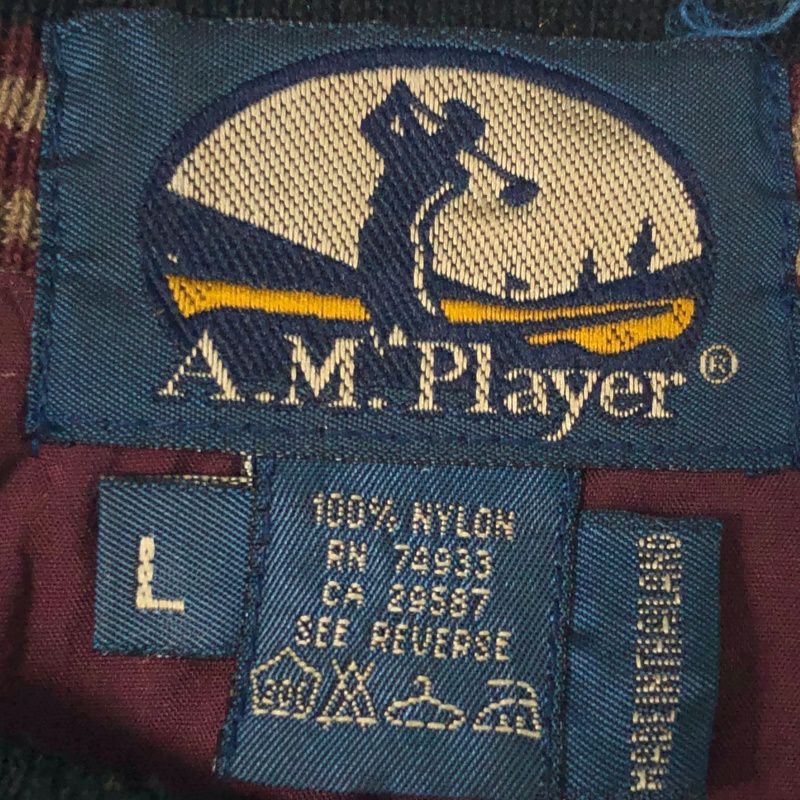 A.M. Player®
L
100% NYLON
RN 74933
CA 29587
SEE REVERSE